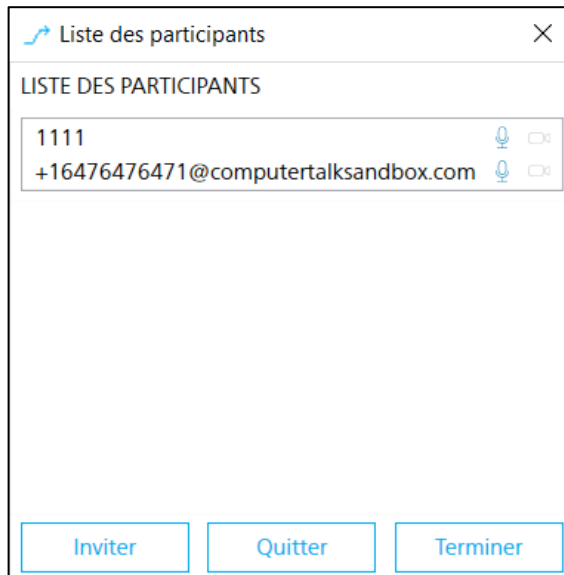 Liste des participants
LISTE DES PARTICIPANTS
1111
+16476476471@computertalksandbox.com
Inviter
Quitter
Terminer